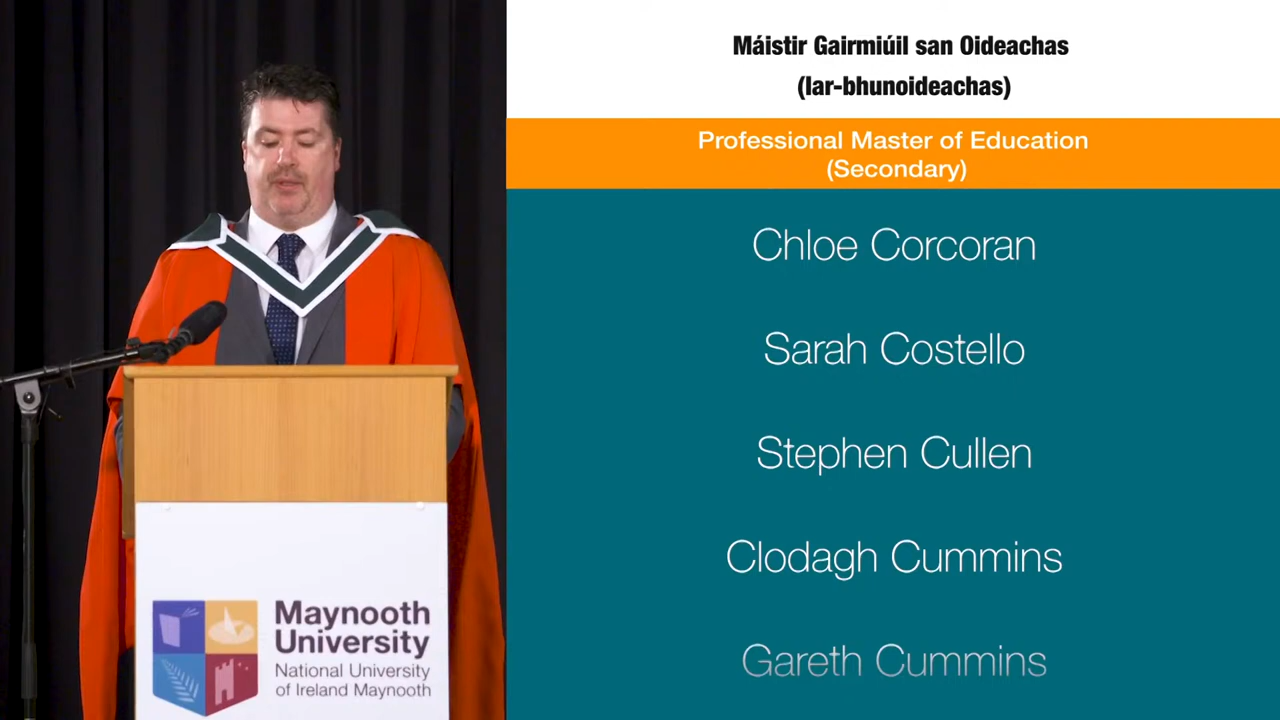 Máistir Gairmiúil san Oideachas
(Iar-bhunoideachas)
Professional Master of Education
(Secondary)
Chloe Corcoran
Sarah Costello
Stephen Cullen
Clodagh Cummins
Gareth Cummins
Maynooth
University
National University
of Ireland Maynooth